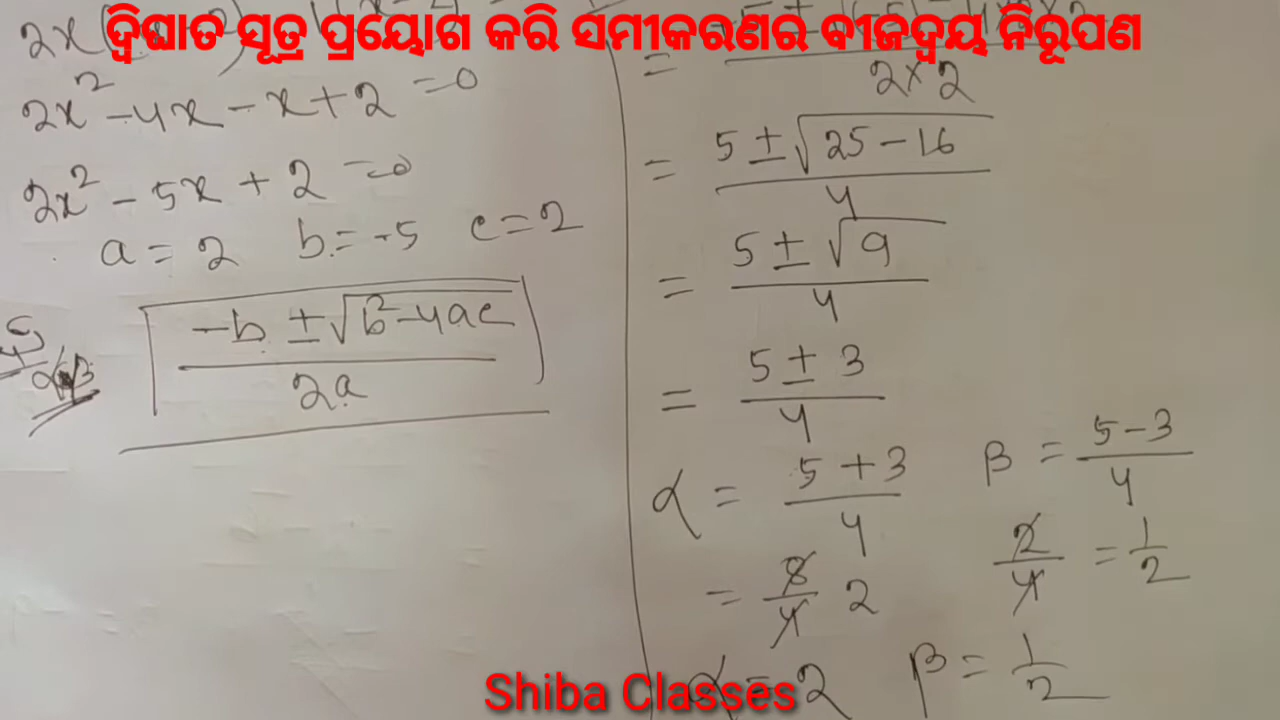 ଦ୍ଵିଘାତ ସୂତ୍ର ପ୍ରୟୋଗ କରି ସମୀକରଣର ବୀଜଦ୍ଵୟ ନିରୂପଣ
2x² - 4x - x + 2 = 0
2x² - 5x + 2 = 0
a = 2 b = -5 c = 2
-b ± √b² - 4ac
2a
2 × 2
= 5 ± √25 - 16
4
= 5 ± √9
4
= 5 ± 3
4
α = 5 + 3
4
= 8/4 2
α = 2
β = 5 - 3
4
2/4 = 1/2
β = 1/2
Shiba Classes